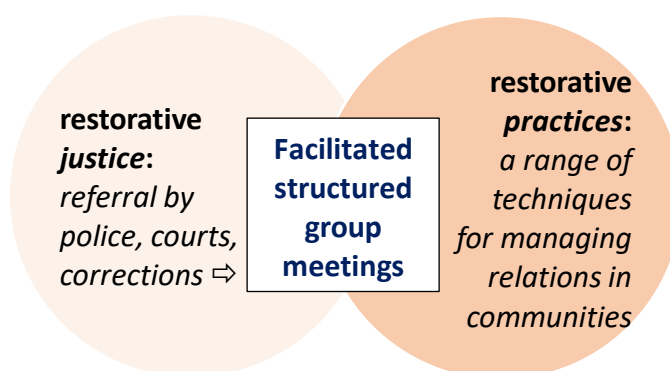 restorative
justice:
referral by
police, courts,
corrections ⇨
Facilitated
structured
group
meetings
restorative
practices:
a range of
techniques
for managing
relations in
communities